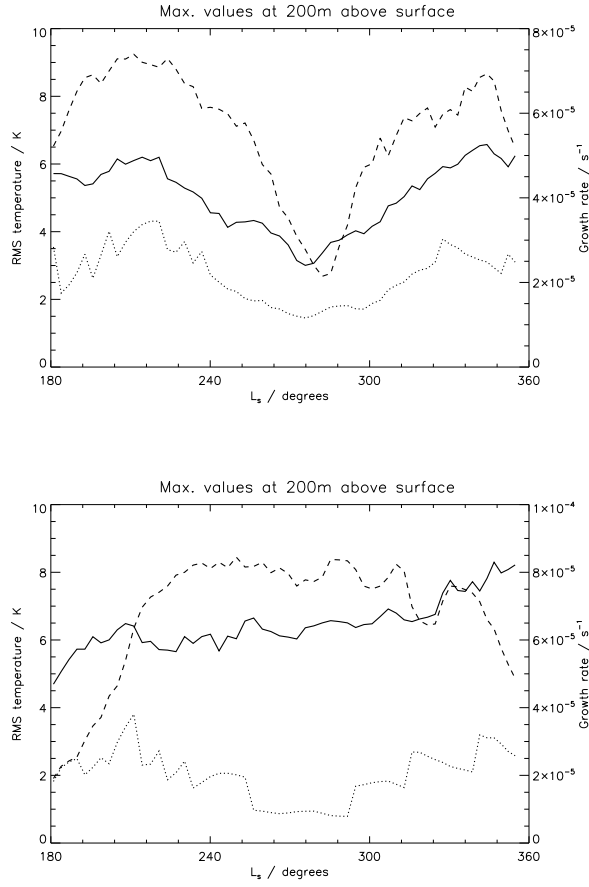 Max. values at 200m above surface
10
8
6
4
2
0
RMS temperature / K
8×10⁻⁵
6×10⁻⁵
4×10⁻⁵
2×10⁻⁵
0
Growth rate / s⁻¹
180 240 300 360
Lₛ / degrees
Max. values at 200m above surface
10
8
6
4
2
0
RMS temperature / K
1×10⁻⁴
8×10⁻⁵
6×10⁻⁵
4×10⁻⁵
2×10⁻⁵
0
Growth rate / s⁻¹
180 240 300 360
Lₛ / degrees